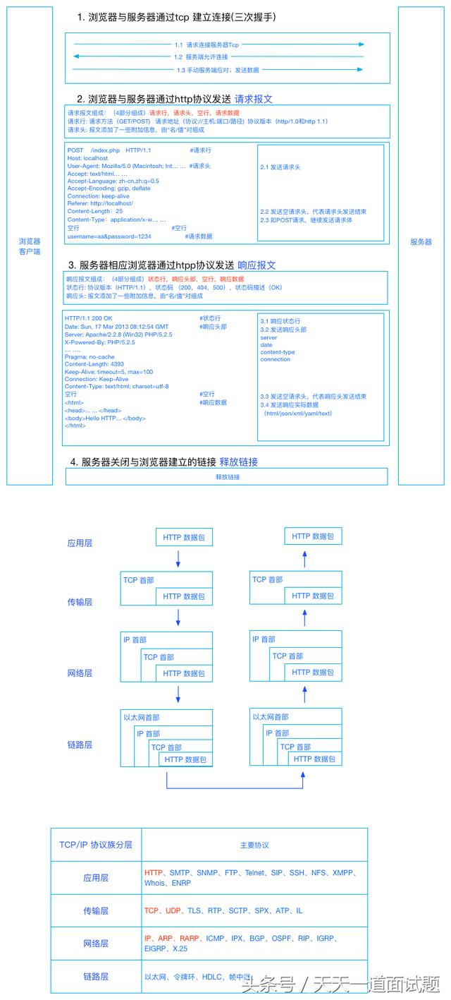 1. 浏览器与服务器通过tcp 建立连接(三次握手)
1.1 请求连接服务器Tcp
1.2 服务端允许连接
1.3 手动服务端应对；发送数据
2. 浏览器与服务器通过http协议发送 请求报文
请求报文组成：（4部分组成）请求行，请求头，空行，请求数据
请求行: 请求方法（GET/POST) 请求地址（协议://主机:端口/路径) 协议版本（http/1.0和http 1.1）
请求头: 报文添加了一些附加信息，由“名/值”对组成
POST /index.php HTTP/1.1 #请求行
Host: localhost
User-Agent: Mozilla/5.0 (Macintosh; Int… … #请求头
Accept: text/html… …
Accept-Language: zh-cn,zh;q=0.5
Accept-Encoding: gzip, deflate
Connection: keep-alive
Referer: http://localhost/
Content-Length：25
Content-Type：application/x-w… …
空行 #空行
username=aa&password=1234 #请求数据
2.1 发送请求头
2.2 发送空请求头，代表请求头发送结束
2.3 如POST请求，继续发送请求体
浏览器
客户端
服务器
3. 服务器相应浏览器通过htpp协议发送 响应报文
响应报文组成：（4部分组成）状态行，响应头部，空行，响应数据
状态行: 协议版本（HTTP/1.1），状态码 （200，404，500），状态码描述（OK）
响应头: 报文添加了一些附加信息，由“名/值”对组成
HTTP/1.1 200 OK #状态行
Date: Sun, 17 Mar 2013 08:12:54 GMT #响应头部
Server: Apache/2.2.8 (Win32) PHP/5.2.5
X-Powered-By: PHP/5.2.5
… ….
Pragma: no-cache
Content-Length: 4393
Keep-Alive: timeout=5, max=100
Connection: Keep-Alive
Content-Type: text/html; charset=utf-8
空行 #空行
<html> #响应数据
<head>... ... </head>
<body>Hello HTTP... </body>
</html>
3.1 响应状态行
3.2 发送响应头部
server
date
content-type
connection
3.3 发送空请求头，代表响应头发送结束
3.4 发送响应实际数据
（html/json/xml/yaml/text）
4. 服务器关闭与浏览器建立的链接 释放链接
释放链接
应用层
HTTP 数据包
HTTP 数据包
传输层
TCP 首部
HTTP 数据包
TCP 首部
HTTP 数据包
网络层
IP 首部
TCP 首部
HTTP 数据包
IP 首部
TCP 首部
HTTP 数据包
链路层
以太网首部
IP 首部
TCP 首部
HTTP 数据包
以太网首部
IP 首部
TCP 首部
HTTP 数据包
TCP/IP 协议族分层 主要协议
应用层 HTTP、SMTP、SNMP、FTP、Telnet、SIP、SSH、NFS、XMPP、
Whois、ENRP
传输层 TCP、UDP、TLS、RTP、SCTP、SPX、ATP、IL
网络层 IP、ARP、RARP、ICMP、IPX、BGP、OSPF、RIP、IGRP、
EIGRP、X.25
链路层 以太网、令牌环、HDLC、帧中继、
头条号 / 天天一道面试题